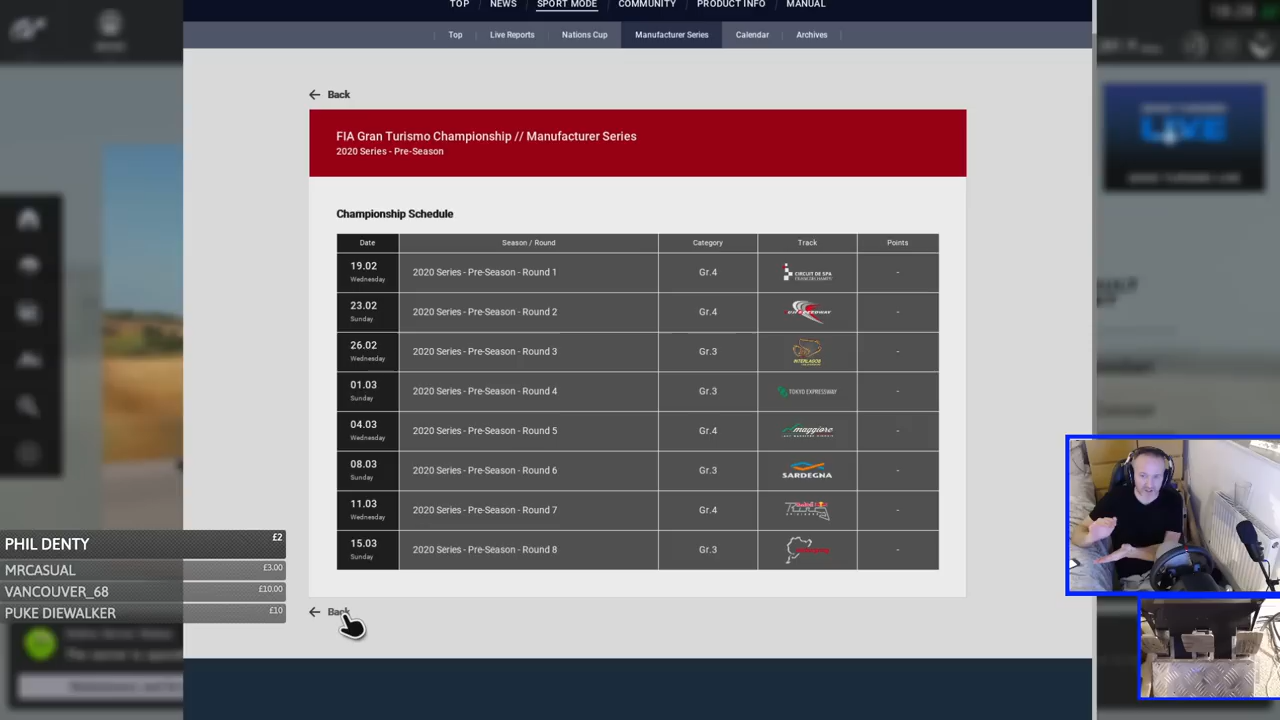 TOP
NEWS
SPORT MODE
COMMUNITY
PRODUCT INFO
MANUAL
Top
Live Reports
Nations Cup
Manufacturer Series
Calendar
Archives
Back
FIA Gran Turismo Championship // Manufacturer Series
2020 Series - Pre-Season
Championship Schedule
Date Season / Round Category Track Points
19.02
Wednesday
2020 Series - Pre-Season - Round 1 Gr.4 CIRCUIT DE SPA -
23.02
Sunday
2020 Series - Pre-Season - Round 2 Gr.4 -
26.02
Wednesday
2020 Series - Pre-Season - Round 3 Gr.3 INTERLAGOS -
01.03
Sunday
2020 Series - Pre-Season - Round 4 Gr.3 TOKYO EXPRESSWAY -
04.03
Wednesday
2020 Series - Pre-Season - Round 5 Gr.4 Maggiore -
08.03
Sunday
2020 Series - Pre-Season - Round 6 Gr.3 SARDEGNA -
11.03
Wednesday
2020 Series - Pre-Season - Round 7 Gr.4 -
15.03
Sunday
2020 Series - Pre-Season - Round 8 Gr.3 -
Back
PHIL DENTY £2
MRCASUAL £3.00
VANCOUVER_68 £10.00
PUKE DIEWALKER £10
LIVE